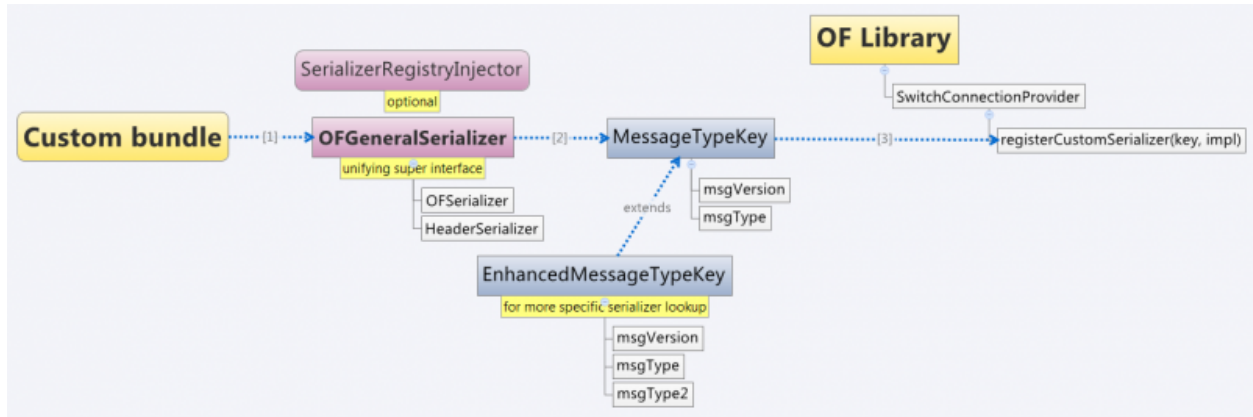 OF Library
SerializerRegistryInjector
optional
SwitchConnectionProvider
Custom bundle
[1]
OFGeneralSerializer
[2]
MessageTypeKey
[3]
registerCustomSerializer(key, impl)
unifying super interface
msgVersion
OFSerializer
extends
msgType
HeaderSerializer
EnhancedMessageTypeKey
for more specific serializer lookup
msgVersion
msgType
msgType2